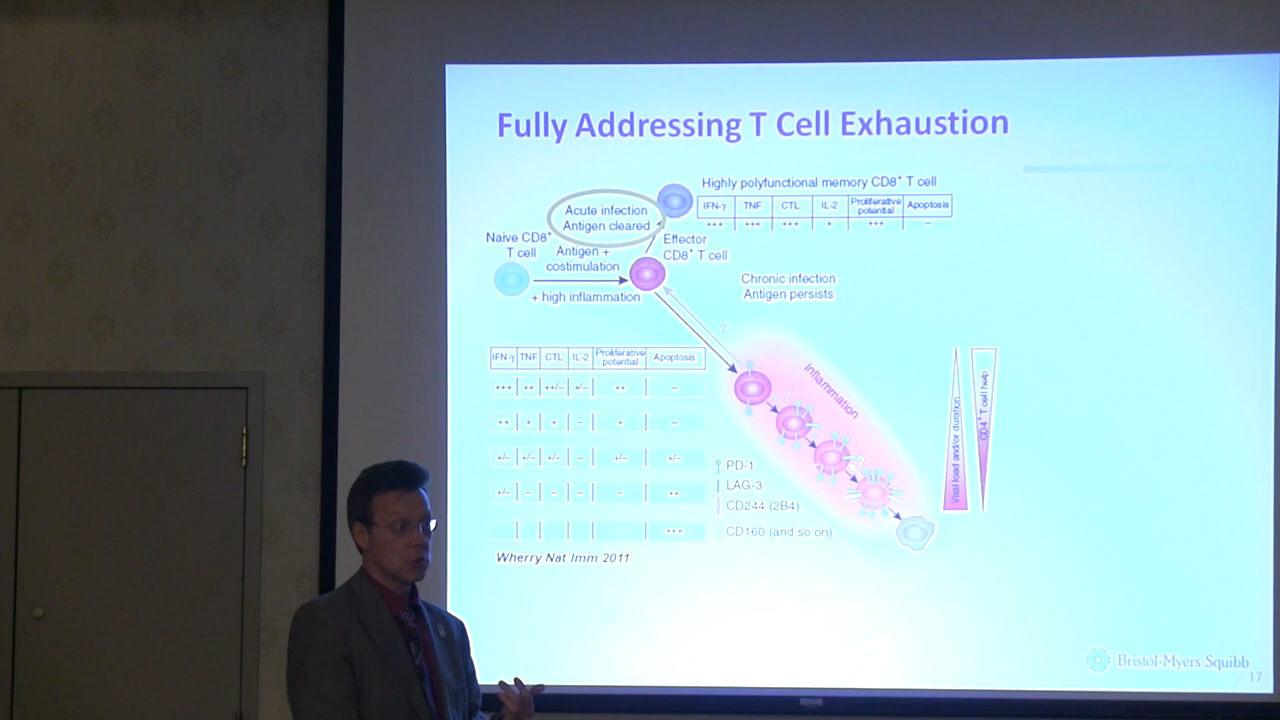 Fully Addressing T Cell Exhaustion
Highly polyfunctional memory CD8⁺ T cell
IFN-γ TNF CTL IL-2 Proliferative potential Apoptosis
+++ +++ +++ + +++ –
Acute infection
Antigen cleared
Naive CD8⁺
T cell
Antigen +
costimulation
+ high inflammation
Effector
CD8⁺ T cell
Chronic infection
Antigen persists
?
IFN-γ TNF CTL IL-2 Proliferative potential Apoptosis
+++ ++ ++/– +/– ++ –
++ + + – + –
+/– +/– +/– – +/– +/–
+/– – – – – ++
+++
Inflammation
PD-1
LAG-3
CD244 (2B4)
CD160 (and so on)
Viral load and/or duration
CD4⁺ T cell help
Wherry Nat Imm 2011
Bristol-Myers Squibb
17